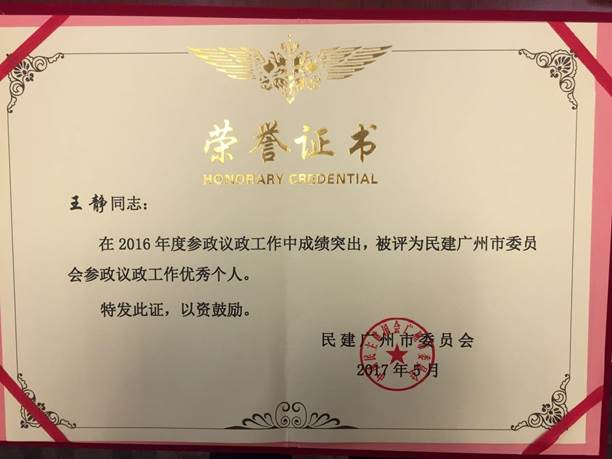 荣誉证书
HONORARY CREDENTIAL
王静同志：
在2016年度参政议政工作中成绩突出，被评为民建广州市委员
会参政议政工作优秀个人。
特发此证，以资鼓励。
民建广州市委员会
2017年5月